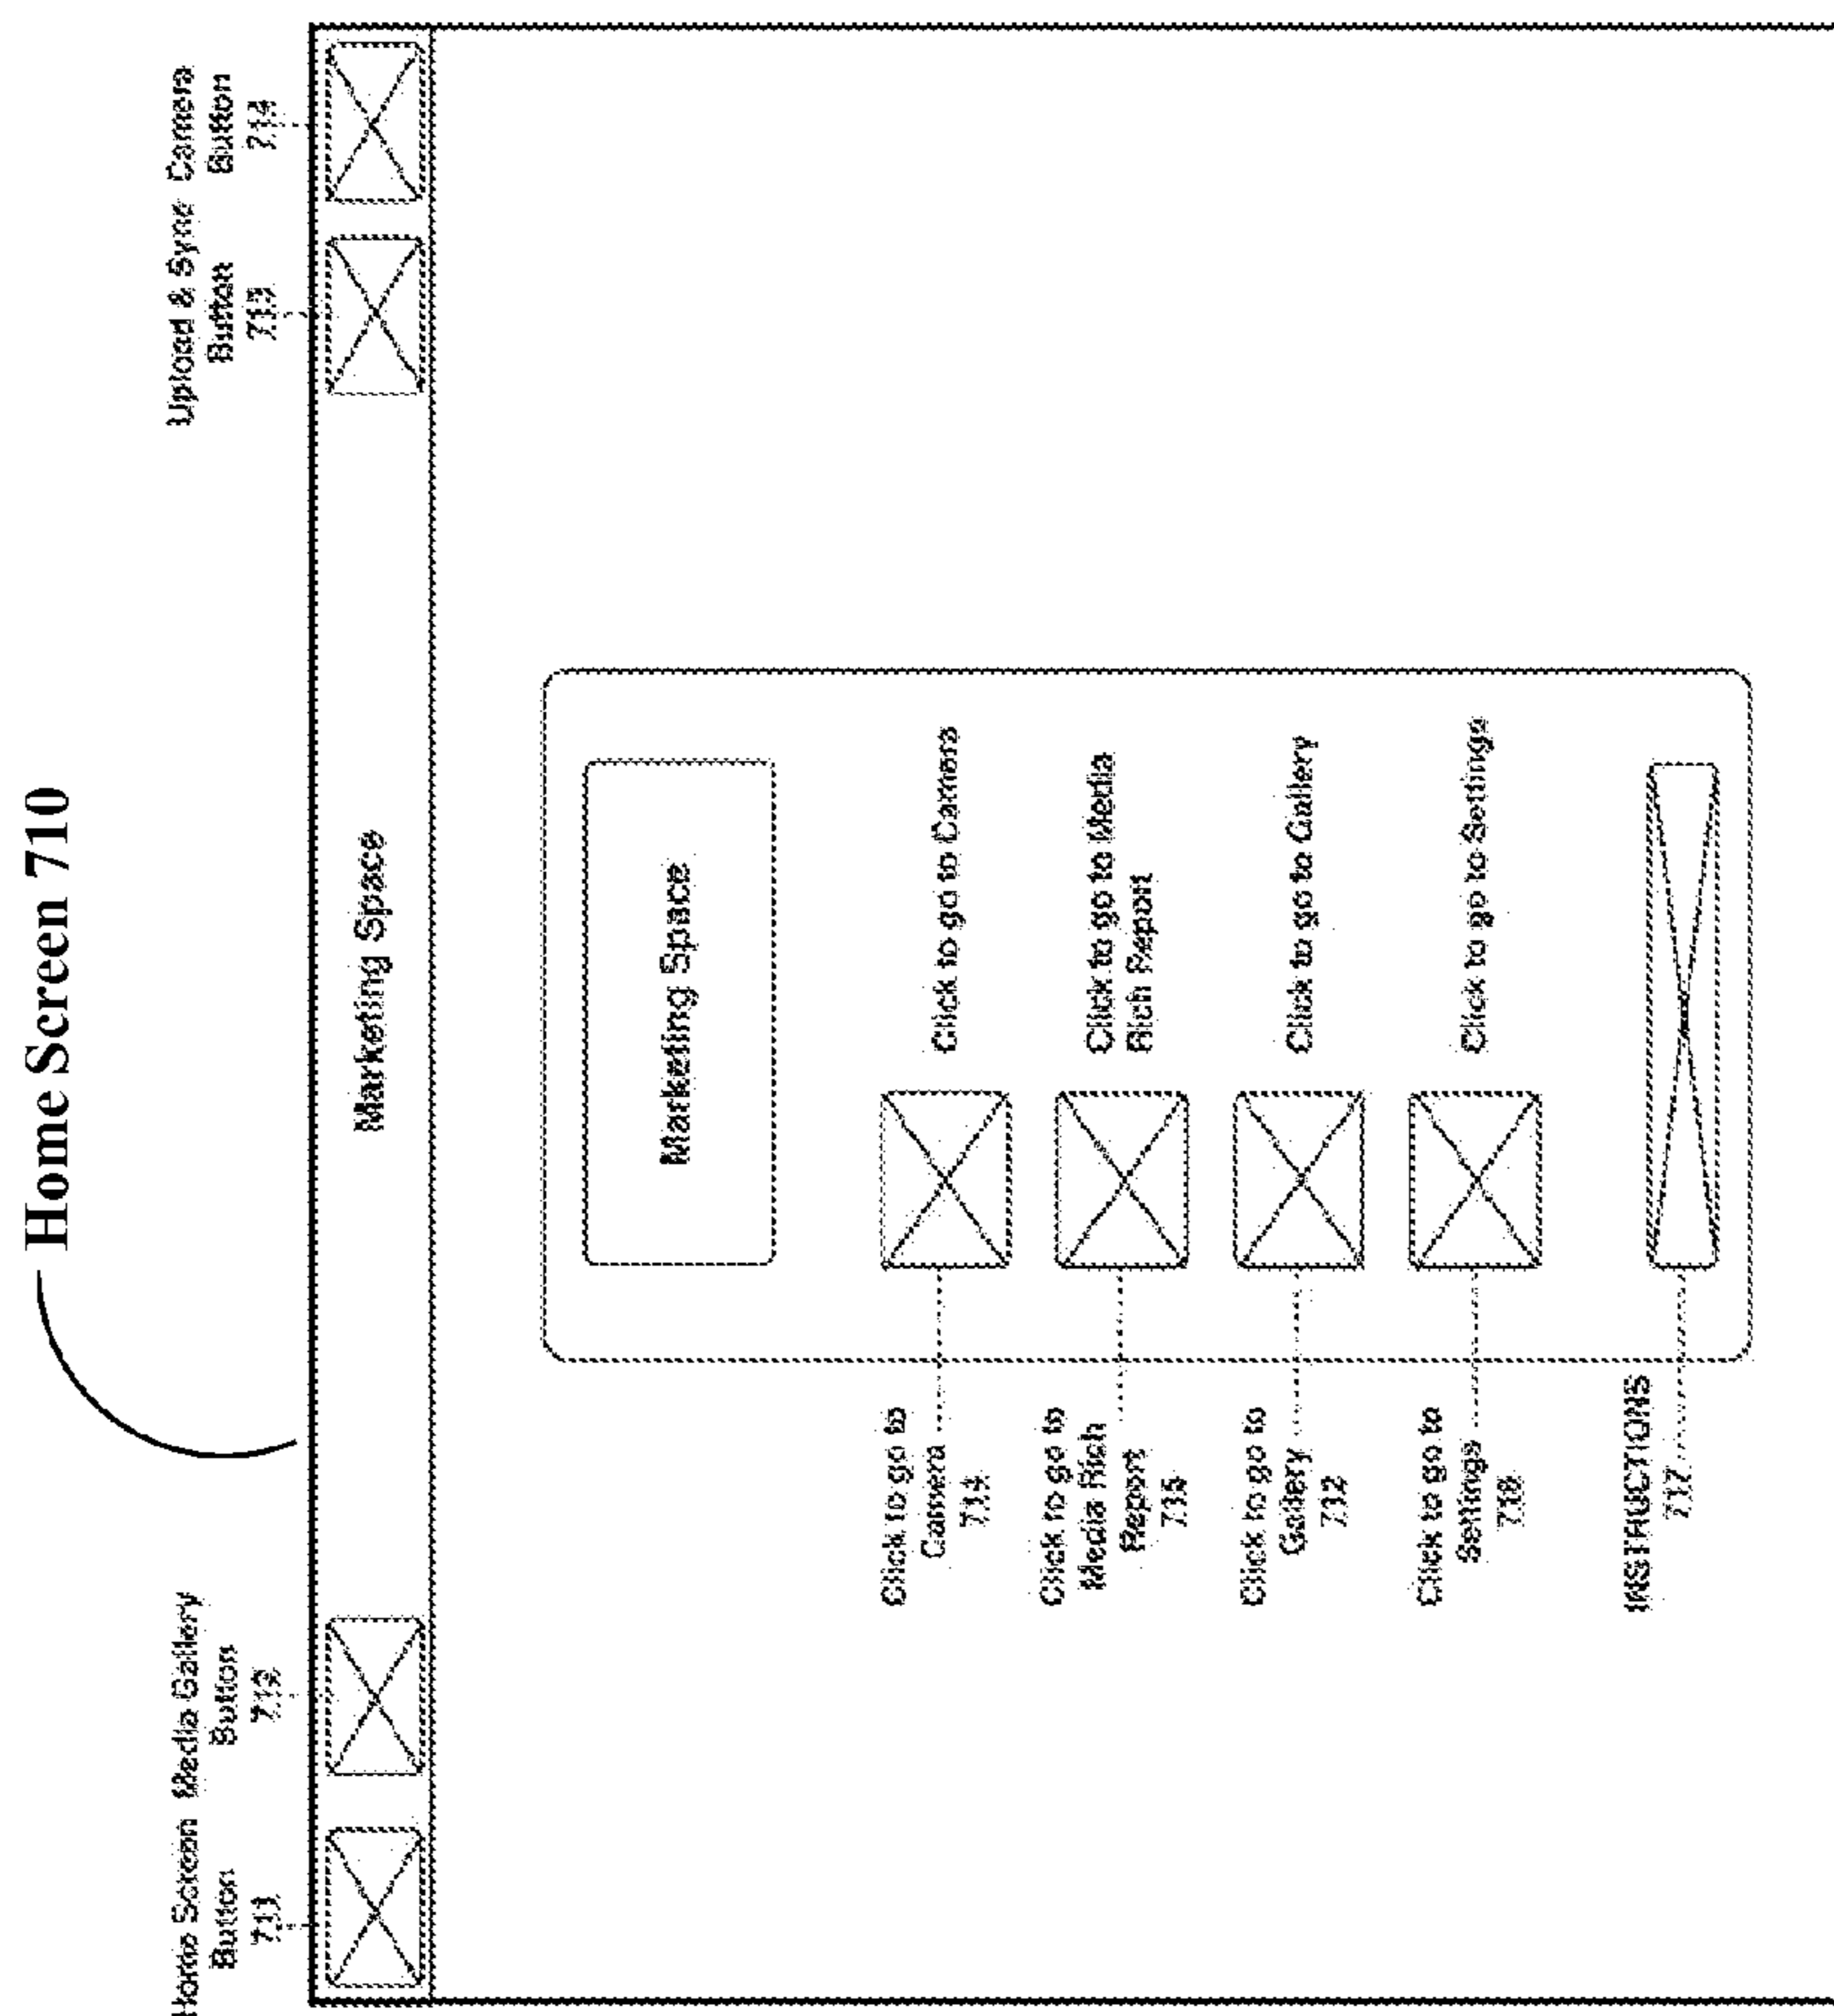 Home Screen 710
Home Screen
Button
711
Media Gallery
Button
712
Upload & Sync
Button
713
Camera
Button
714
Marketing Space
Marketing Space
Click to go to
Camera
714
Click to go to Camera
Click to go to
Media Rich
Report
715
Click to go to Media
Rich Report
Click to go to
Gallery
712
Click to go to Gallery
Click to go to
Settings
Click to go to Settings
INSTRUCTIONS
717